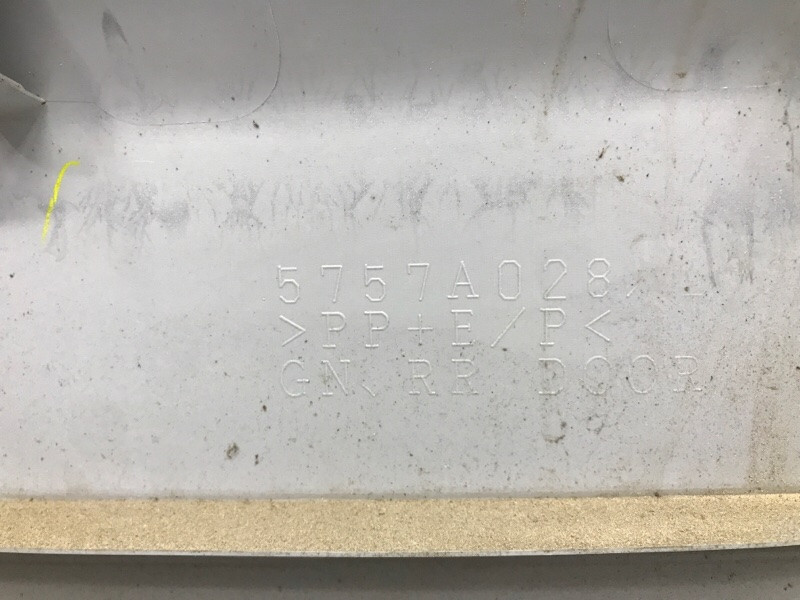 5757A028
>PP+E/P<
GN, RR DOOR